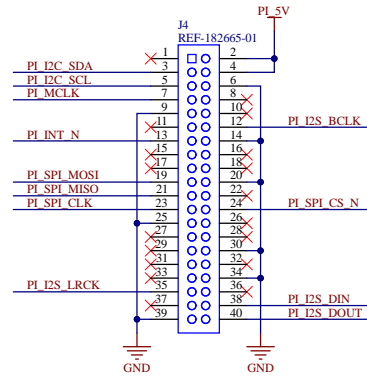 PI_5V
J4
REF-182665-01
1 2
PI_I2C_SDA 3 4
PI_I2C_SCL 5 6
PI_MCLK 7 8
9 10
11 12 PI_I2S_BCLK
PI_INT_N 13 14
15 16
17 18
PI_SPI_MOSI 19 20
PI_SPI_MISO 21 22
PI_SPI_CLK 23 24 PI_SPI_CS_N
25 26
27 28
29 30
31 32
33 34
PI_I2S_LRCK 35 36
37 38 PI_I2S_DIN
39 40 PI_I2S_DOUT
GND GND